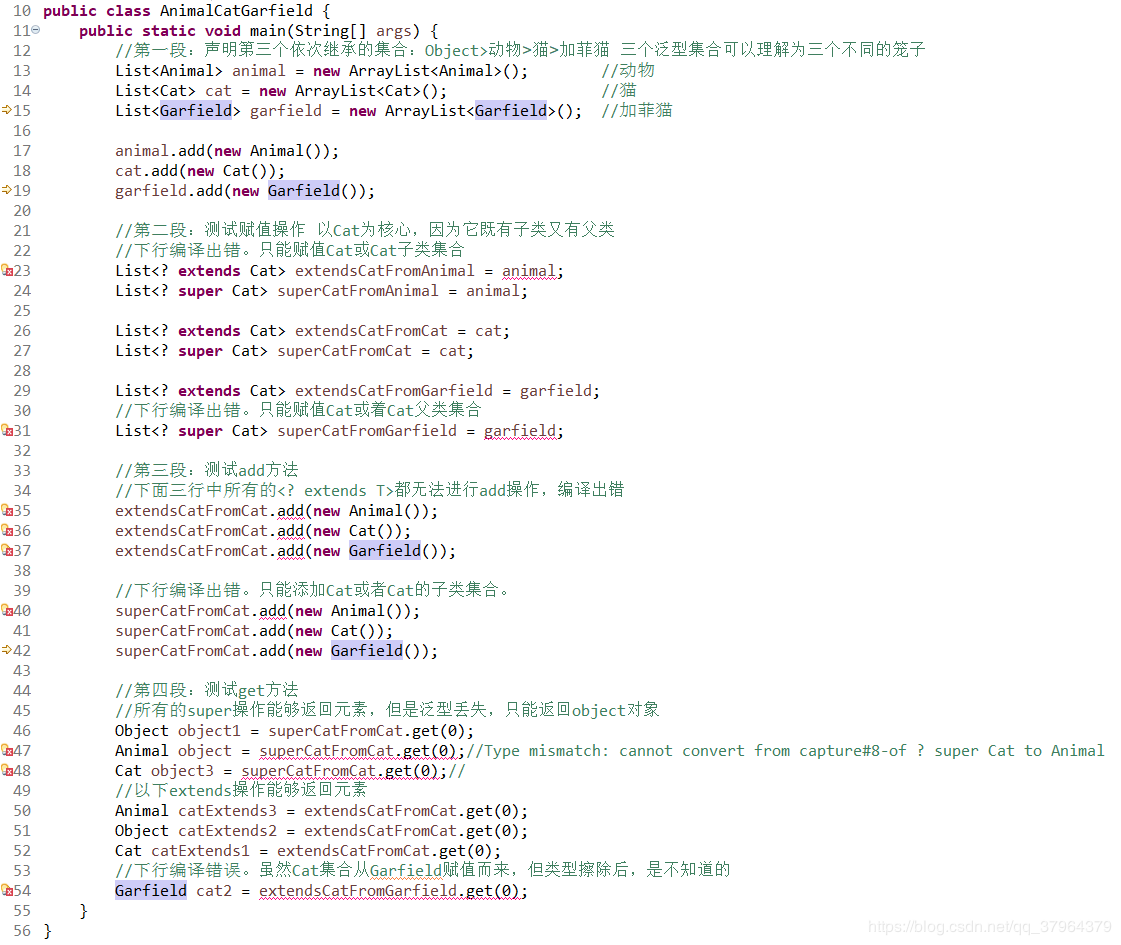 10 public class AnimalCatGarfield {
11 public static void main(String[] args) {
12 //第一段：声明第三个依次继承的集合：Object>动物>猫>加菲猫 三个泛型集合可以理解为三个不同的笼子
13 List<Animal> animal = new ArrayList<Animal>(); //动物
14 List<Cat> cat = new ArrayList<Cat>(); //猫
15 List<Garfield> garfield = new ArrayList<Garfield>(); //加菲猫
16
17 animal.add(new Animal());
18 cat.add(new Cat());
19 garfield.add(new Garfield());
20
21 //第二段：测试赋值操作 以Cat为核心，因为它既有子类又有父类
22 //下行编译出错。只能赋值Cat或Cat子类集合
23 List<? extends Cat> extendsCatFromAnimal = animal;
24 List<? super Cat> superCatFromAnimal = animal;
25
26 List<? extends Cat> extendsCatFromCat = cat;
27 List<? super Cat> superCatFromCat = cat;
28
29 List<? extends Cat> extendsCatFromGarfield = garfield;
30 //下行编译出错。只能赋值Cat或着Cat父类集合
31 List<? super Cat> superCatFromGarfield = garfield;
32
33 //第三段：测试add方法
34 //下面三行中所有的<? extends T>都无法进行add操作，编译出错
35 extendsCatFromCat.add(new Animal());
36 extendsCatFromCat.add(new Cat());
37 extendsCatFromCat.add(new Garfield());
38
39 //下行编译出错。只能添加Cat或者Cat的子类集合。
40 superCatFromCat.add(new Animal());
41 superCatFromCat.add(new Cat());
42 superCatFromCat.add(new Garfield());
43
44 //第四段：测试get方法
45 //所有的super操作能够返回元素，但是泛型丢失，只能返回object对象
46 Object object1 = superCatFromCat.get(0);
47 Animal object = superCatFromCat.get(0);//Type mismatch: cannot convert from capture#8-of ? super Cat to Animal
48 Cat object3 = superCatFromCat.get(0);//
49 //以下extends操作能够返回元素
50 Animal catExtends3 = extendsCatFromCat.get(0);
51 Object catExtends2 = extendsCatFromCat.get(0);
52 Cat catExtends1 = extendsCatFromCat.get(0);
53 //下行编译错误。虽然Cat集合从Garfield赋值而来，但类型擦除后，是不知道的
54 Garfield cat2 = extendsCatFromGarfield.get(0);
55 }
56 }
https://blog.csdn.net/qq_37964379